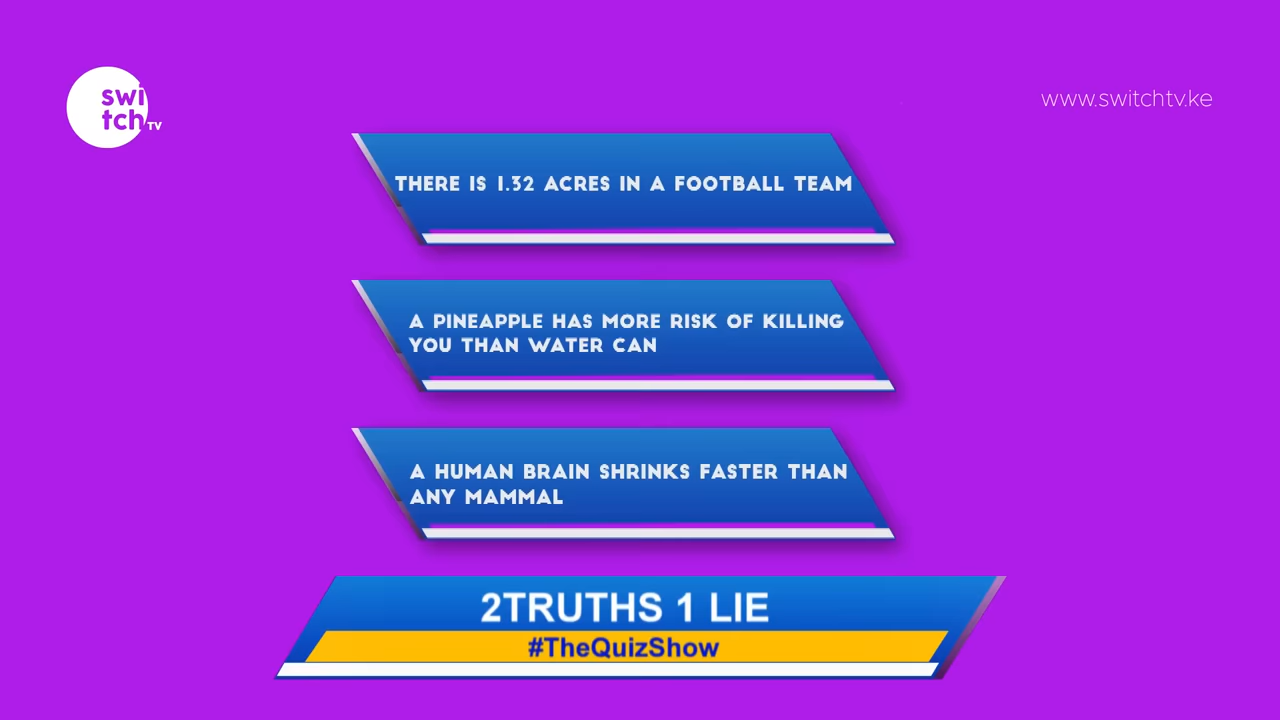 swi
tch TV
www.switchtv.ke
THERE IS 1.32 ACRES IN A FOOTBALL TEAM
A PINEAPPLE HAS MORE RISK OF KILLING
YOU THAN WATER CAN
A HUMAN BRAIN SHRINKS FASTER THAN
ANY MAMMAL
2TRUTHS 1 LIE
#TheQuizShow